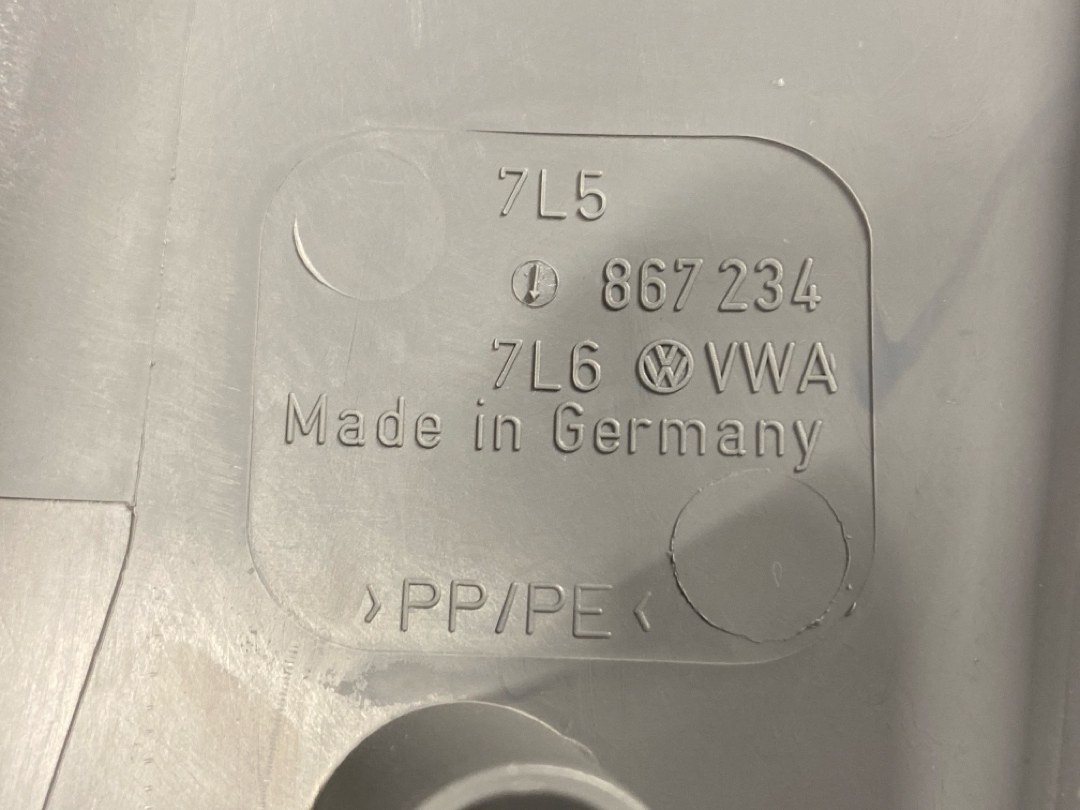 7L5
867 234
7L6 VWA
Made in Germany
>PP/PE<